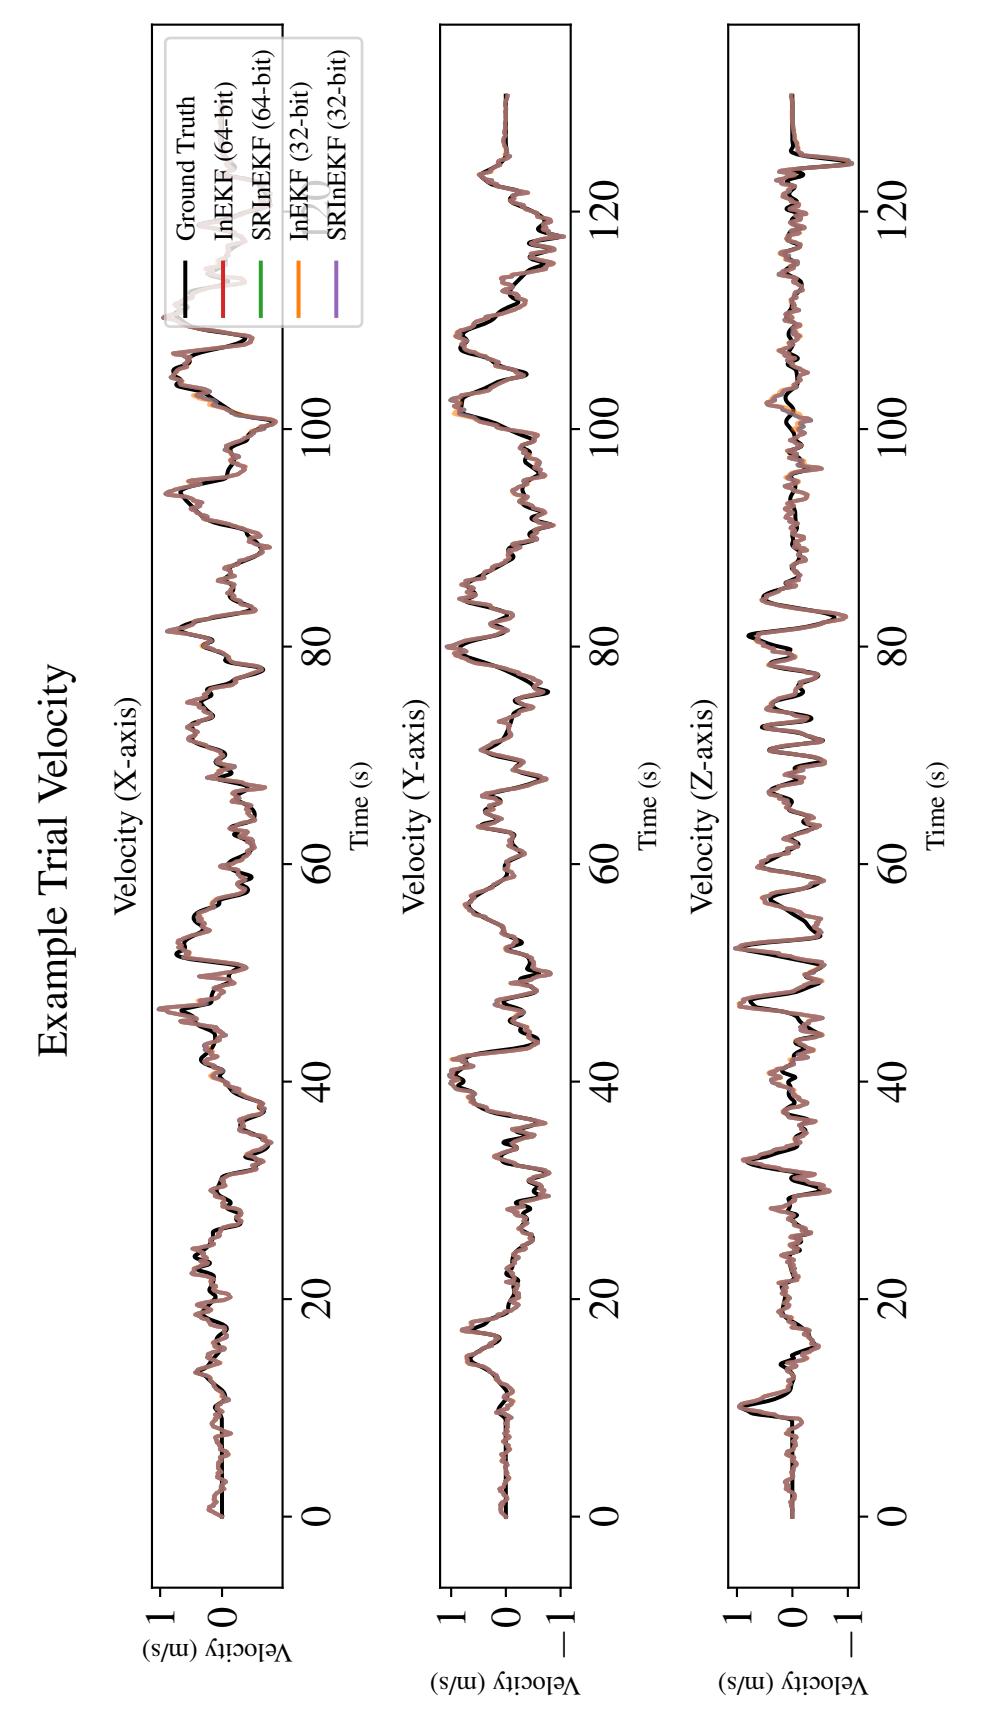 Example Trial Velocity
Velocity (X-axis)
Velocity (m/s)
1
0
0 20 40 60 80 100 120
Time (s)
Ground Truth
InEKF (64-bit)
SRInEKF (64-bit)
InEKF (32-bit)
SRInEKF (32-bit)
Velocity (Y-axis)
Velocity (m/s)
1
0
−1
0 20 40 60 80 100 120
Time (s)
Velocity (Z-axis)
Velocity (m/s)
1
0
−1
0 20 40 60 80 100 120
Time (s)